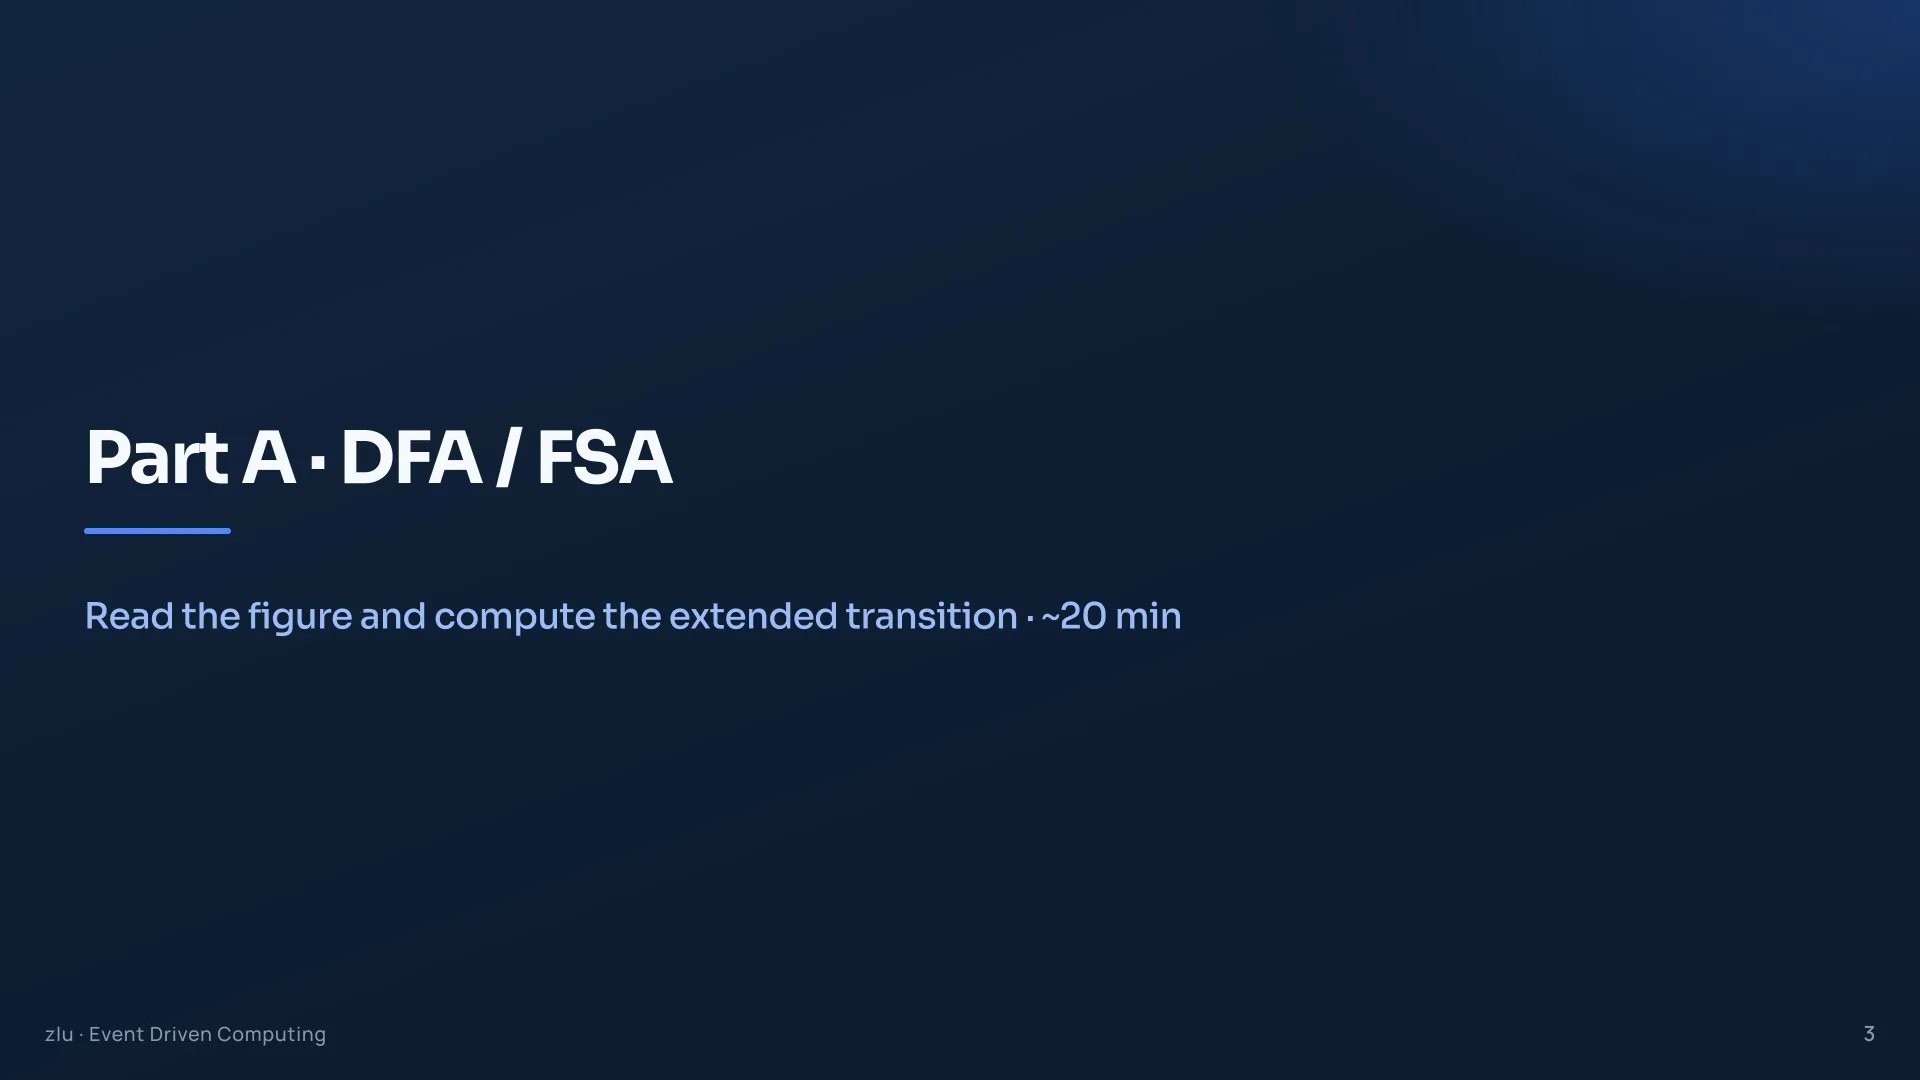 Part A · DFA / FSA
Read the figure and compute the extended transition · ~20 min
zlu · Event Driven Computing
3